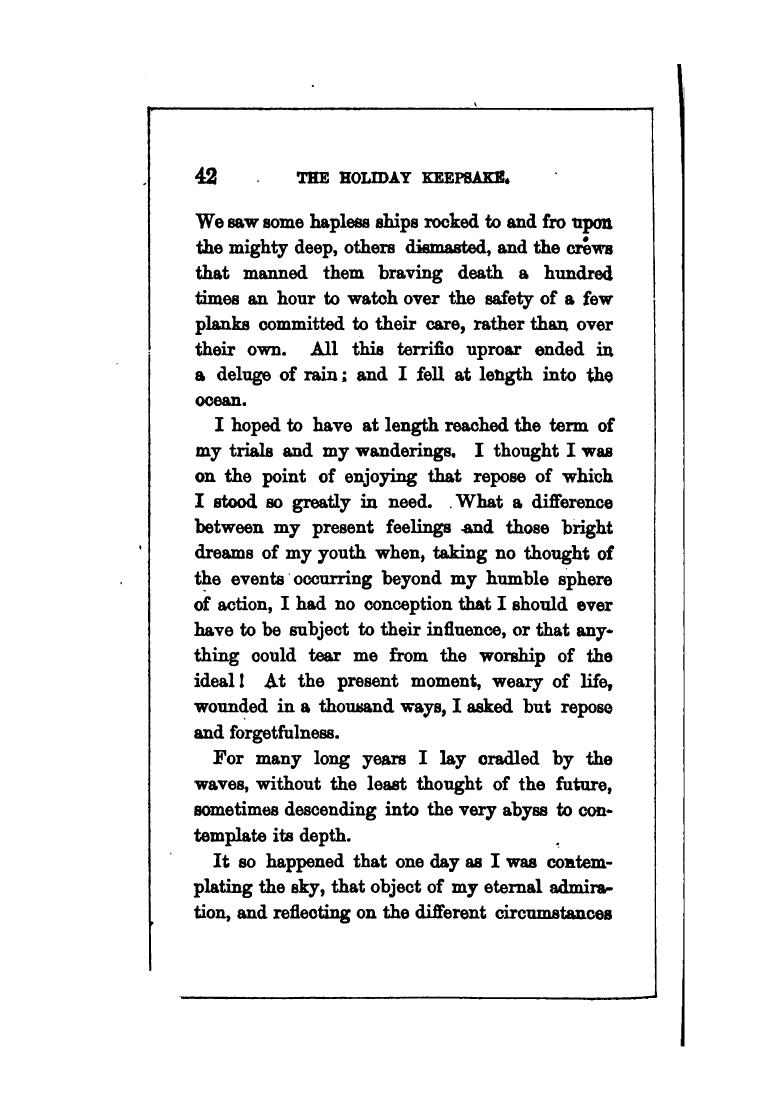 42 THE HOLIDAY KEEPSAKE.
We saw some hapless ships rocked to and fro upon
the mighty deep, others dismasted, and the crews
that manned them braving death a hundred
times an hour to watch over the safety of a few
planks committed to their care, rather than over
their own. All this terrific uproar ended in
a deluge of rain; and I fell at length into the
ocean.
I hoped to have at length reached the term of
my trials and my wanderings. I thought I was
on the point of enjoying that repose of which
I stood so greatly in need. What a difference
between my present feelings and those bright
dreams of my youth when, taking no thought of
the events occurring beyond my humble sphere
of action, I had no conception that I should ever
have to be subject to their influence, or that any-
thing could tear me from the worship of the
ideal! At the present moment, weary of life,
wounded in a thousand ways, I asked but repose
and forgetfulness.
For many long years I lay cradled by the
waves, without the least thought of the future,
sometimes descending into the very abyss to con-
template its depth.
It so happened that one day as I was contem-
plating the sky, that object of my eternal admira-
tion, and reflecting on the different circumstances